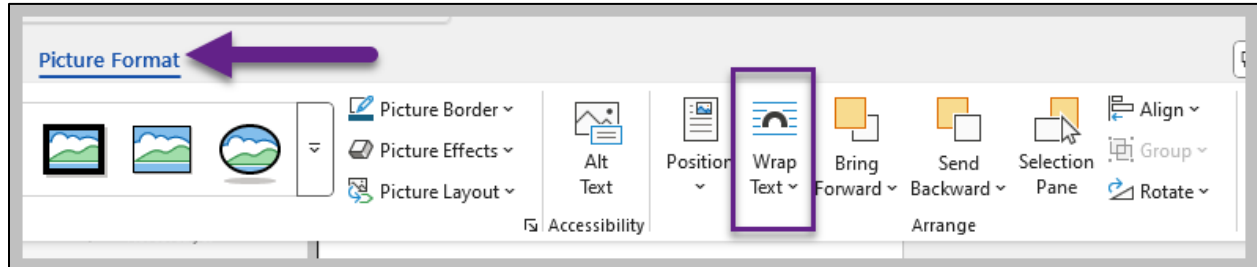 Picture Format
Picture Border
Picture Effects
Picture Layout
Alt
Text
Position
Wrap
Text
Bring
Forward
Send
Backward
Selection
Pane
Align
Group
Rotate
Accessibility
Arrange